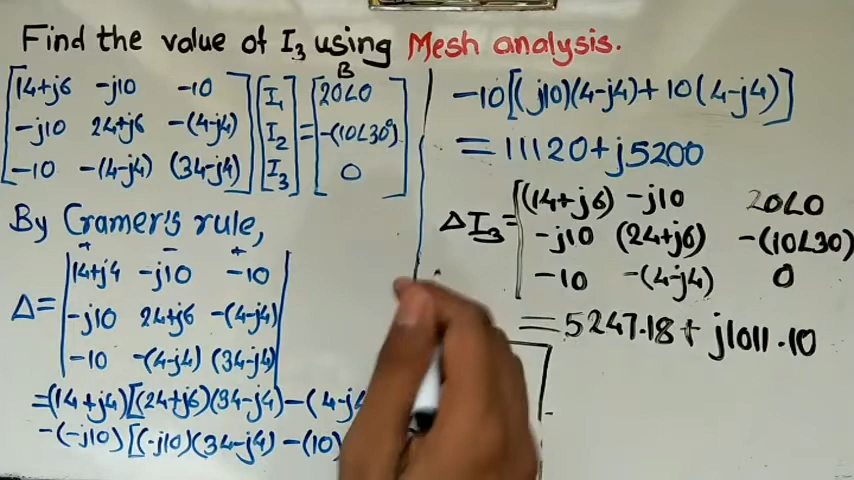 Find the value of I₃ using Mesh analysis.
B
[14+j6 -j10 -10] [I₁] [20∠0]
[-j10 24+j6 -(4-j4)] [I₂] = [-(10∠30°)]
[-10 -(4-j4) (34-j4)] [I₃] [0]
By Cramer's rule,
+ - +
|14+j4 -j10 -10|
Δ= |-j10 24+j6 -(4-j4)|
|-10 -(4-j4) (34-j4)|
=(14+j4)[(24+j6)(34-j4)-(4-j4
-(-j10)[(-j10)(34-j4)-(10)
-10[(j10)(4-j4)+10(4-j4)]
=11120+j5200
[(14+j6) -j10 20∠0
ΔI₃= -j10 (24+j6) -(10∠30)
-10 -(4-j4) 0
=5247.18+j1011.10